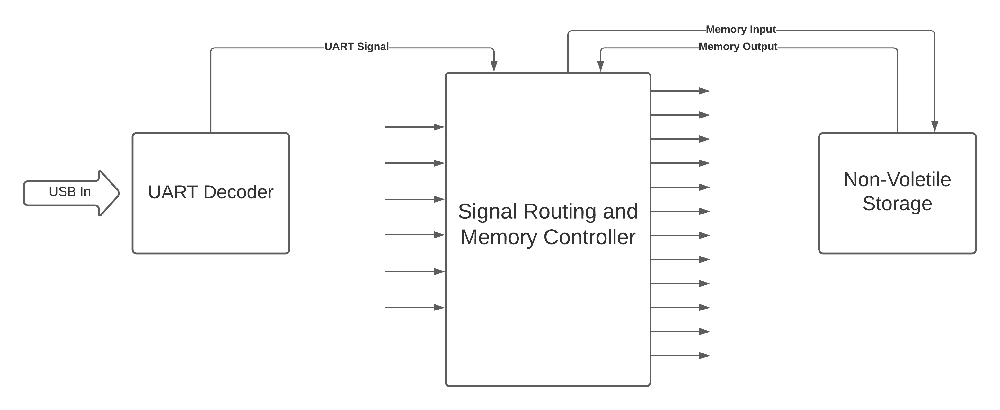 Memory Input
UART Signal
Memory Output
USB In
UART Decoder
Signal Routing and
Memory Controller
Non-Voletile
Storage